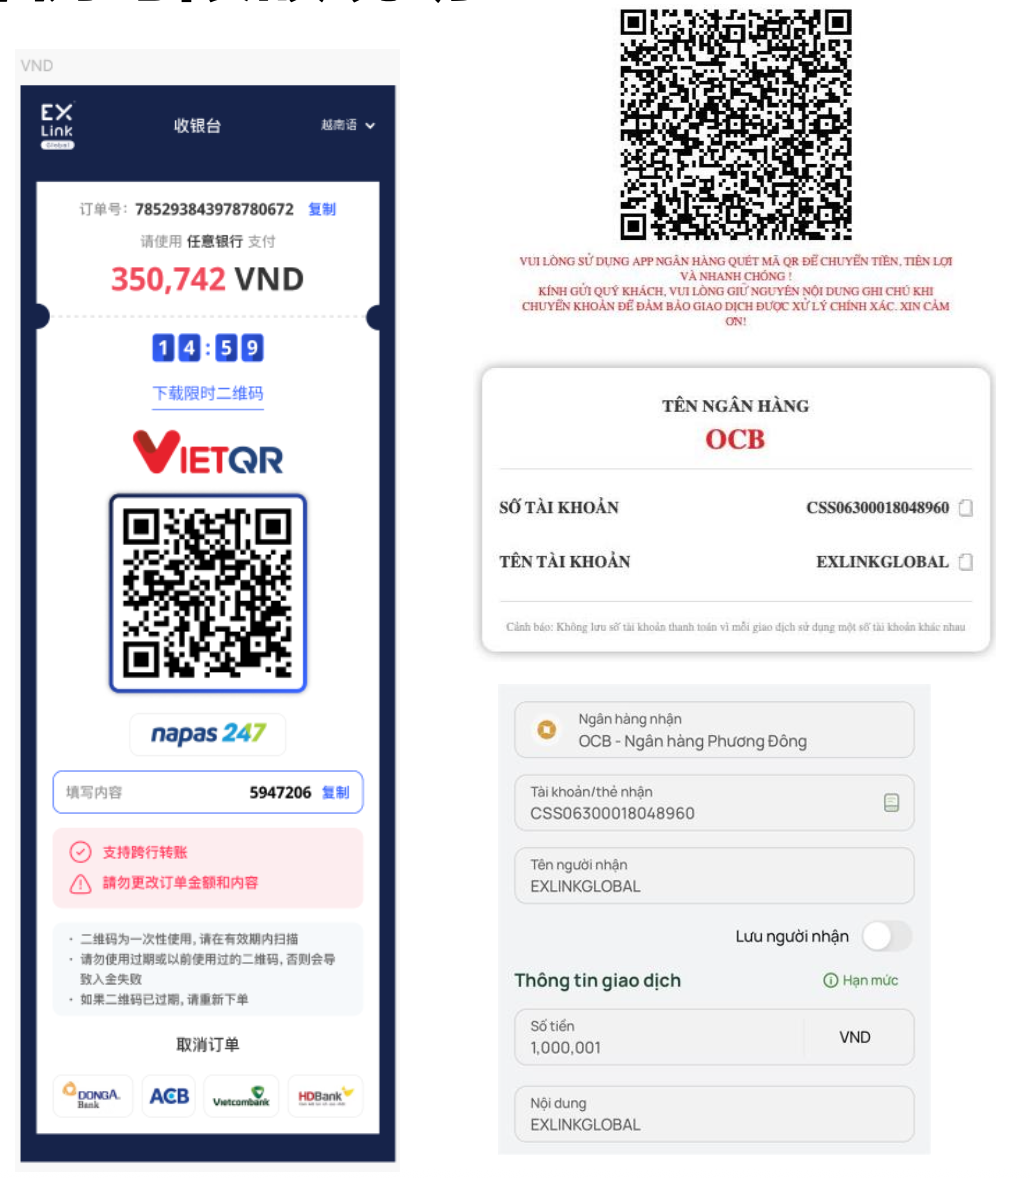 VND
EX
Link
Global
收银台
越南语
订单号: 785293843978780672 复制
请使用 任意银行 支付
350,742 VND
14:59
下载限时二维码
VIETQR
napas 247
填写内容 5947206 复制
支持跨行转账
請勿更改订单金额和内容
· 二维码为一次性使用, 请在有效期内扫描
· 请勿使用过期或以前使用过的二维码, 否则会导
致入金失败
· 如果二维码已过期, 请重新下单
取消订单
DONGA Bank
ACB
Vietcombank
HDBank
VUI LÒNG SỬ DỤNG APP NGÂN HÀNG QUÉT MÃ QR ĐỂ CHUYỂN TIỀN, TIỆN LỢI
VÀ NHANH CHÓNG !
KÍNH GỬI QUÝ KHÁCH, VUI LÒNG GIỮ NGUYÊN NỘI DUNG GHI CHÚ KHI
CHUYỂN KHOẢN ĐỂ ĐẢM BẢO GIAO DỊCH ĐƯỢC XỬ LÝ CHÍNH XÁC. XIN CẢM
ƠN!
TÊN NGÂN HÀNG
OCB
SỐ TÀI KHOẢN CSS06300018048960
TÊN TÀI KHOẢN EXLINKGLOBAL
Cảnh báo: Không lưu số tài khoản thanh toán vì mỗi giao dịch sử dụng một số tài khoản khác nhau
Ngân hàng nhận
OCB - Ngân hàng Phương Đông
Tài khoản/thẻ nhận
CSS06300018048960
Tên người nhận
EXLINKGLOBAL
Lưu người nhận
Thông tin giao dịch Hạn mức
Số tiền
1,000,001 VND
Nội dung
EXLINKGLOBAL